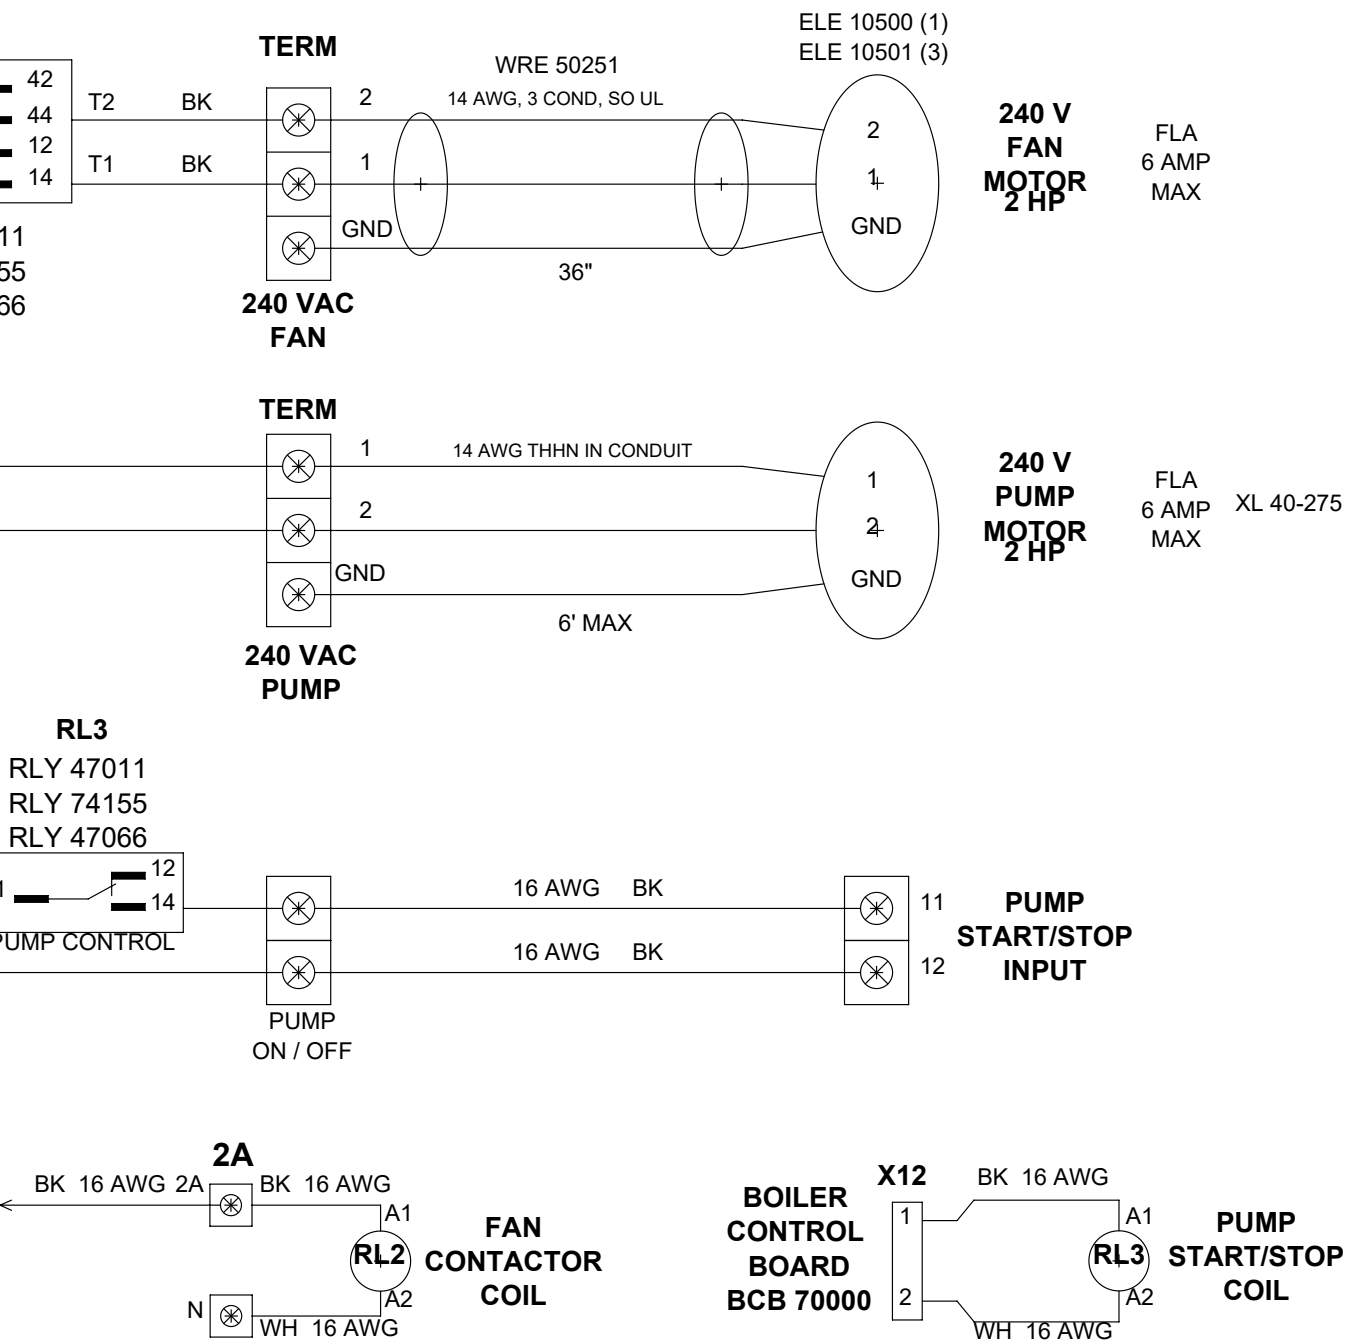 ELE 10500 (1)
ELE 10501 (3)
TERM
WRE 50251
14 AWG, 3 COND, SO UL
42
44
12
14
T2 BK
T1 BK
2
1
GND
36"
2
1
GND
240 V
FAN
MOTOR
2 HP
FLA
6 AMP
MAX
11
55
66
240 VAC
FAN
TERM
1
2
GND
14 AWG THHN IN CONDUIT
6' MAX
1
2
GND
240 V
PUMP
MOTOR
2 HP
FLA
6 AMP
MAX
XL 40-275
240 VAC
PUMP
RL3
RLY 47011
RLY 74155
RLY 47066
12
14
PUMP CONTROL
16 AWG BK
16 AWG BK
11
12
PUMP
START/STOP
INPUT
PUMP
ON / OFF
2A
BK 16 AWG 2A
BK 16 AWG
A1
RL2
A2
N
WH 16 AWG
FAN
CONTACTOR
COIL
BOILER
CONTROL
BOARD
BCB 70000
X12
1
2
BK 16 AWG
A1
RL3
A2
WH 16 AWG
PUMP
START/STOP
COIL